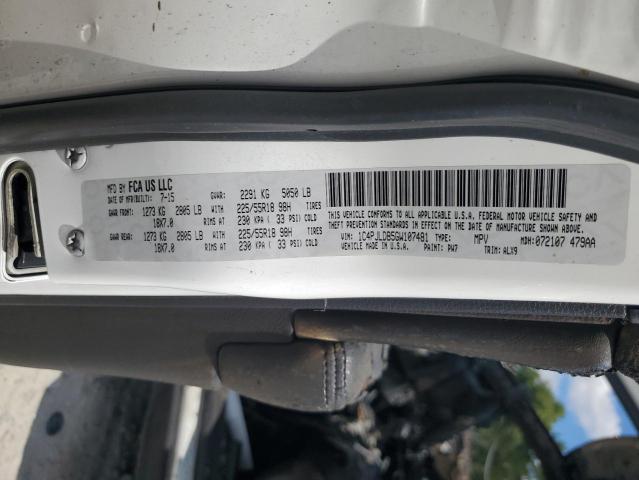 MFD BY FCA US LLC
DATE OF MFR(BUILT): 7-15 GVWR: 2291 KG 5050 LB
GAWR FRONT: 1273 KG 2805 LB WITH 225/55R18 98H TIRES
18X7.0 RIMS AT 230 KPA ( 33 PSI) COLD
GAWR REAR: 1273 KG 2805 LB WITH 225/55R18 98H TIRES
18X7.0 RIMS AT 230 KPA ( 33 PSI) COLD
THIS VEHICLE CONFORMS TO ALL APPLICABLE U.S.A. FEDERAL MOTOR VEHICLE SAFETY AND
THEFT PREVENTION STANDARDS IN EFFECT ON THE DATE OF MANUFACTURE SHOWN ABOVE.
VIN: 1C4PJLDB5GW107481 TYPE: MPV MDH: 072107 479AA
PAINT: PW7 TRIM: ALX9